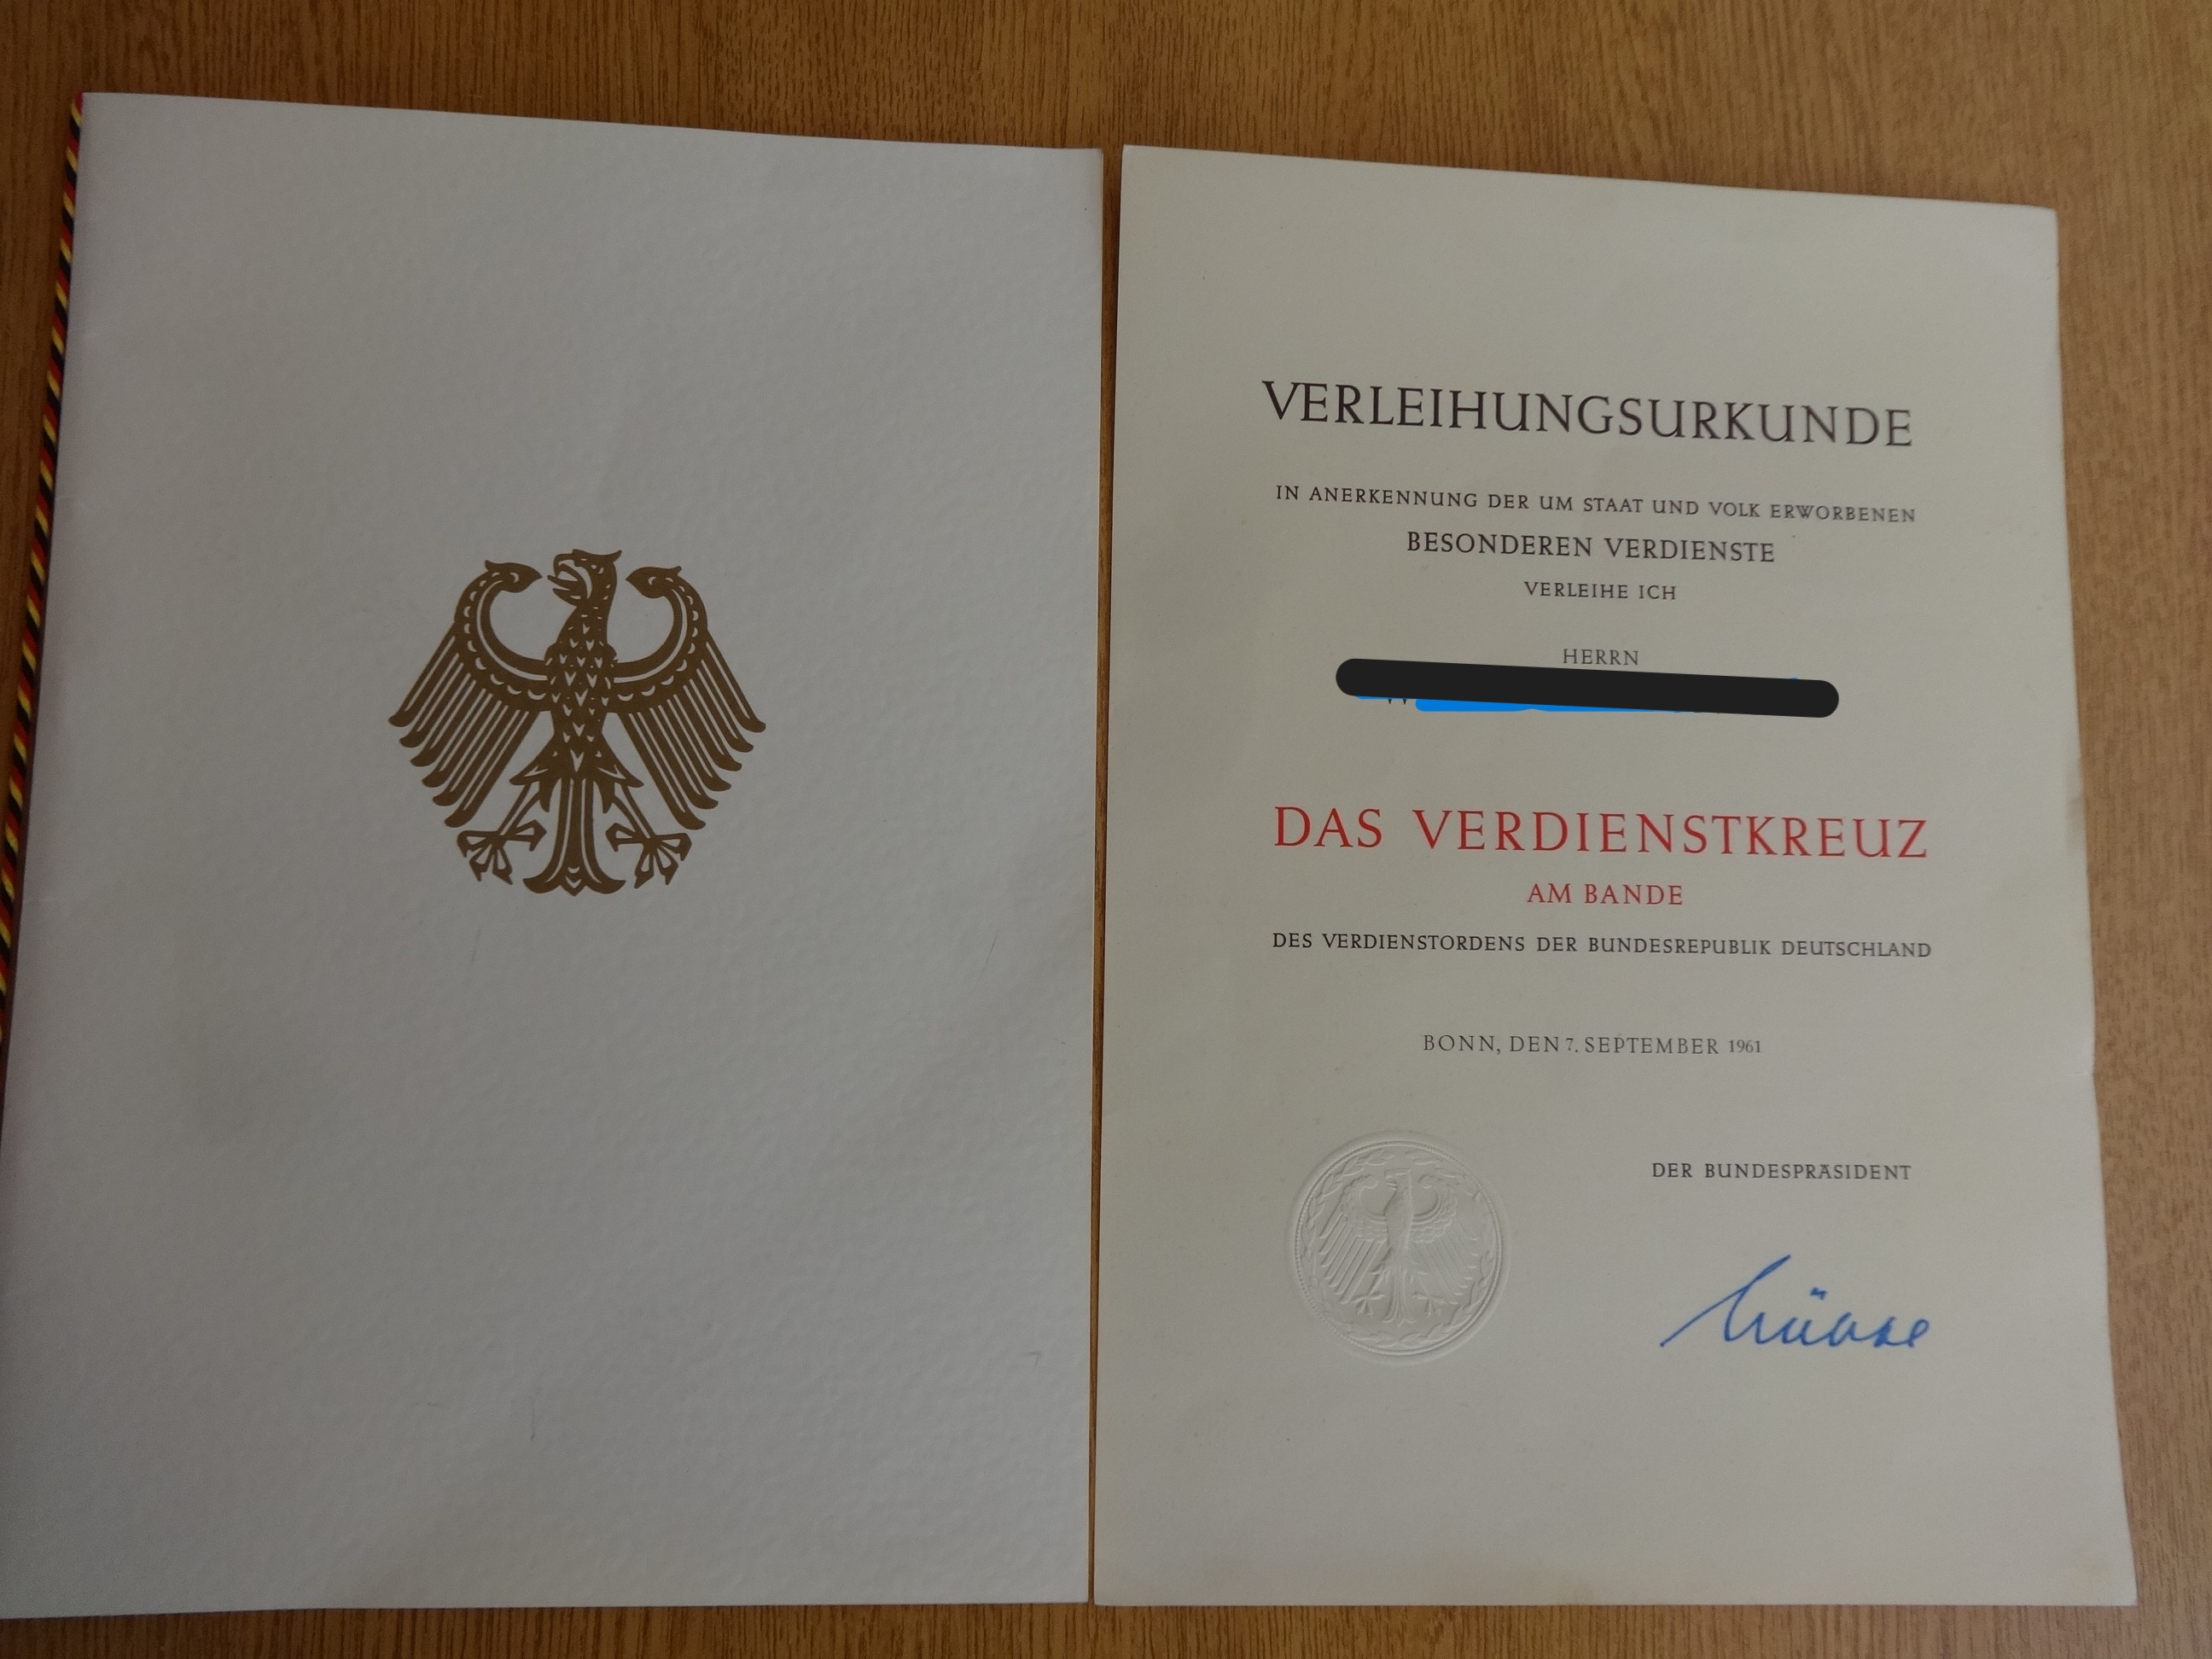 VERLEIHUNGSURKUNDE
IN ANERKENNUNG DER UM STAAT UND VOLK ERWORBENEN
BESONDEREN VERDIENSTE
VERLEIHE ICH
HERRN
DAS VERDIENSTKREUZ
AM BANDE
DES VERDIENSTORDENS DER BUNDESREPUBLIK DEUTSCHLAND
BONN, DEN 7. SEPTEMBER 1961
DER BUNDESPRÄSIDENT